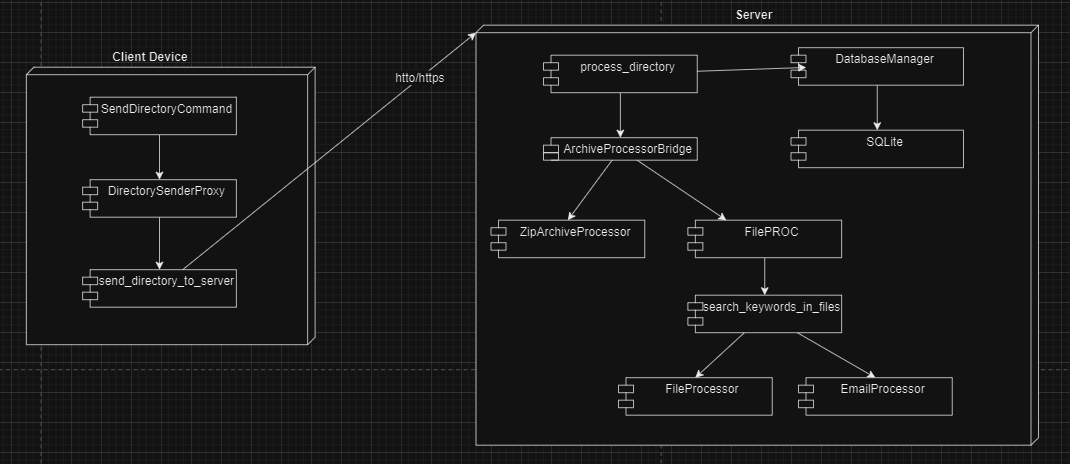 Server
Client Device
htto/https
process_directory
DatabaseManager
SendDirectoryCommand
ArchiveProcessorBridge
SQLite
DirectorySenderProxy
ZipArchiveProcessor
FilePROC
send_directory_to_server
search_keywords_in_files
FileProcessor
EmailProcessor